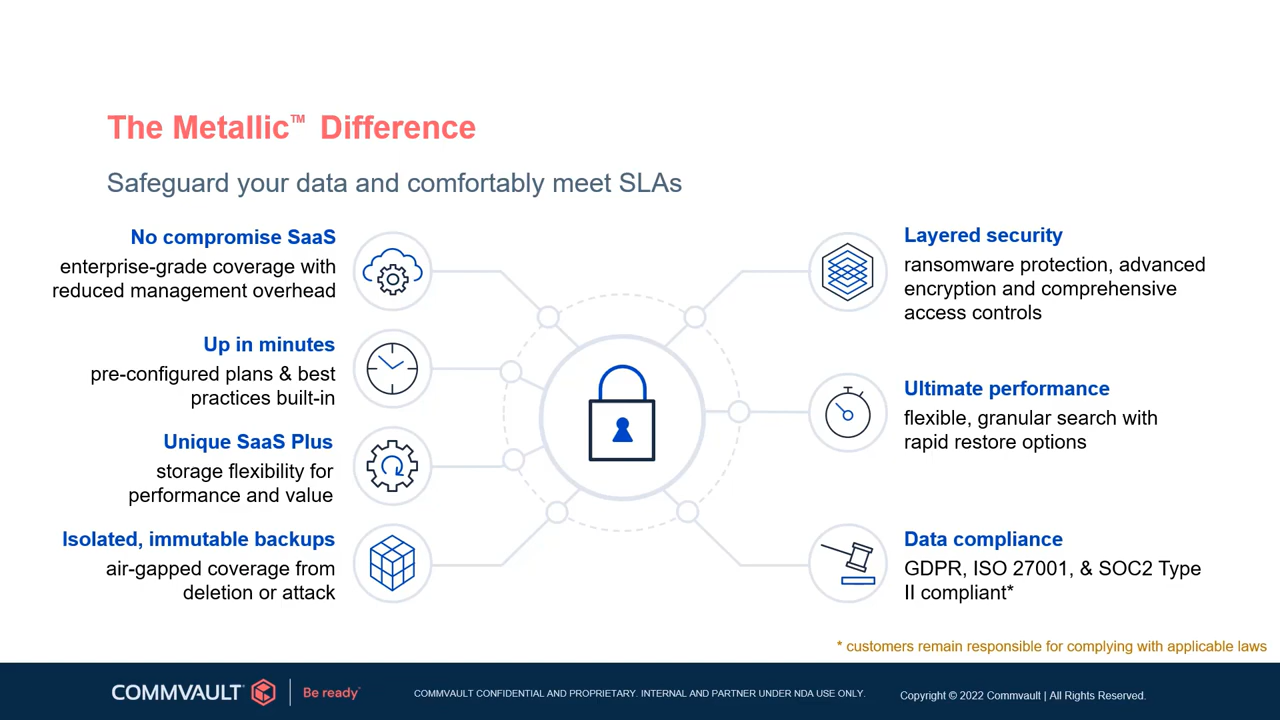 The Metallic™ Difference
Safeguard your data and comfortably meet SLAs
No compromise SaaS
enterprise-grade coverage with
reduced management overhead
Up in minutes
pre-configured plans & best
practices built-in
Unique SaaS Plus
storage flexibility for
performance and value
Isolated, immutable backups
air-gapped coverage from
deletion or attack
Layered security
ransomware protection, advanced
encryption and comprehensive
access controls
Ultimate performance
flexible, granular search with
rapid restore options
Data compliance
GDPR, ISO 27001, & SOC2 Type
II compliant*
* customers remain responsible for complying with applicable laws
COMMVAULT
Be ready
COMMVAULT CONFIDENTIAL AND PROPRIETARY. INTERNAL AND PARTNER UNDER NDA USE ONLY.
Copyright © 2022 Commvault | All Rights Reserved.